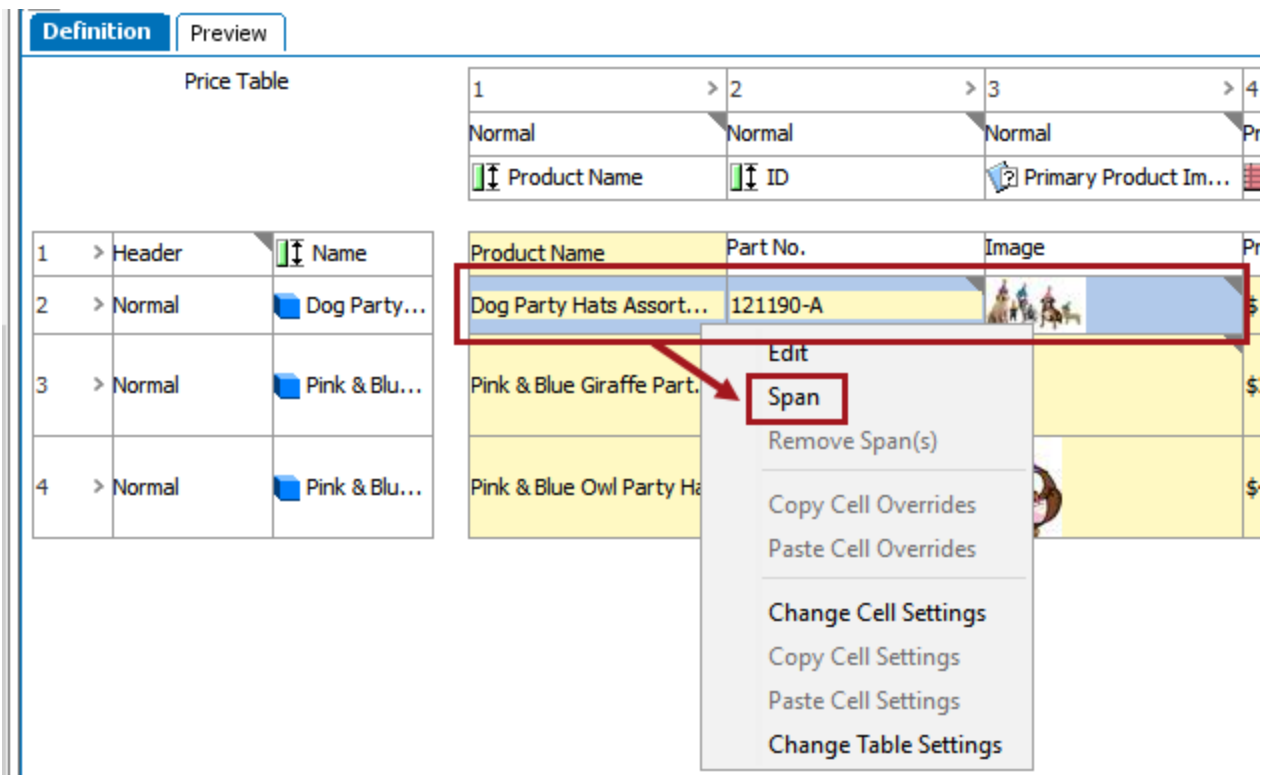 Definition Preview
Price Table
1 > 2 > 3 > 4
Normal Normal Normal Pr
Product Name ID Primary Product Im...
1 > Header Name Product Name Part No. Image Pr
2 > Normal Dog Party... Dog Party Hats Assort... 121190-A $
3 > Normal Pink & Blu... Pink & Blue Giraffe Part. $
4 > Normal Pink & Blu... Pink & Blue Owl Party Ha $
Edit
Span
Remove Span(s)
Copy Cell Overrides
Paste Cell Overrides
Change Cell Settings
Copy Cell Settings
Paste Cell Settings
Change Table Settings